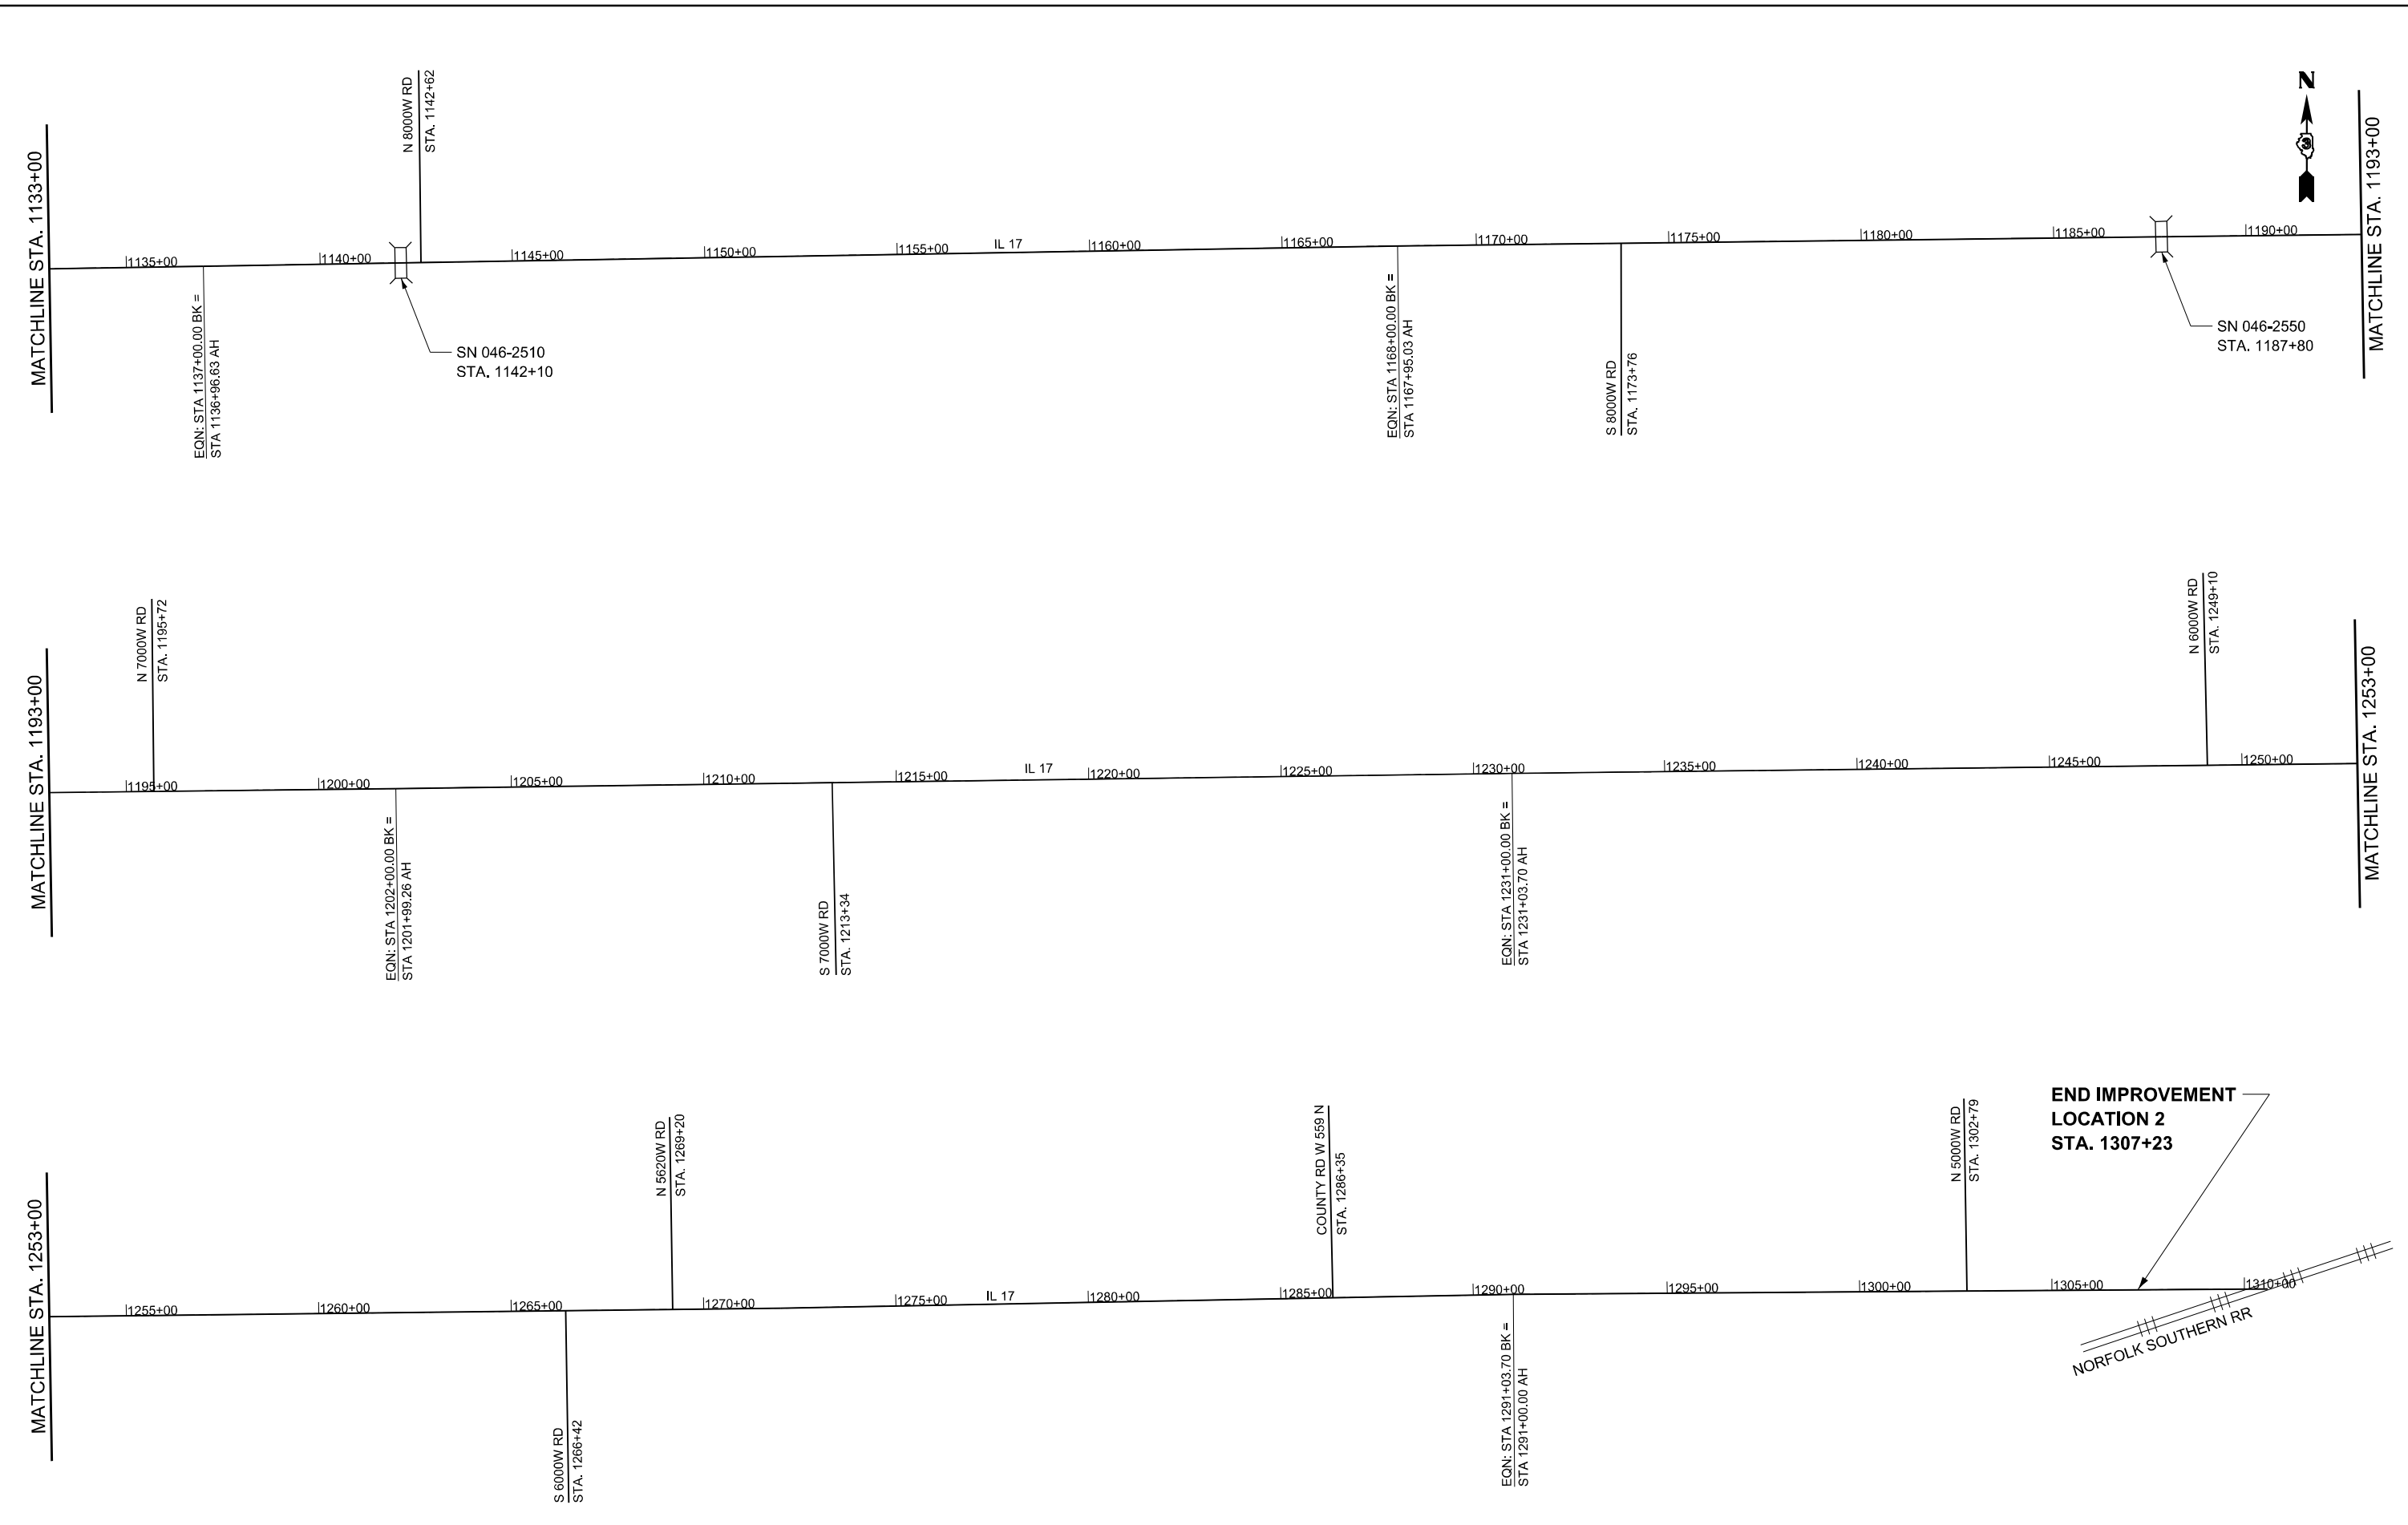 MATCHLINE STA. 1133+00
N 8000W RD
STA. 1142+62
N
3
MATCHLINE STA. 1193+00
1135+00
1140+00
1145+00
1150+00
1155+00
IL 17
1160+00
1165+00
1170+00
1175+00
1180+00
1185+00
1190+00
EQN: STA 1137+00.00 BK =
STA 1136+96.63 AH
SN 046-2510
STA. 1142+10
EQN: STA 1168+00.00 BK =
STA 1167+95.03 AH
S 8000W RD
STA. 1173+76
SN 046-2550
STA. 1187+80
MATCHLINE STA. 1193+00
N 7000W RD
STA. 1195+72
N 6000W RD
STA. 1249+10
MATCHLINE STA. 1253+00
1195+00
1200+00
1205+00
1210+00
1215+00
IL 17
1220+00
1225+00
1230+00
1235+00
1240+00
1245+00
1250+00
EQN: STA 1202+00.00 BK =
STA 1201+99.26 AH
S 7000W RD
STA. 1213+34
EQN: STA 1231+00.00 BK =
STA 1231+03.70 AH
MATCHLINE STA. 1253+00
N 5620W RD
STA. 1269+20
COUNTY RD W 559 N
STA. 1286+35
N 5000W RD
STA. 1302+79
END IMPROVEMENT
LOCATION 2
STA. 1307+23
1255+00
1260+00
1265+00
1270+00
1275+00
IL 17
1280+00
1285+00
1290+00
1295+00
1300+00
1305+00
1310+00
S 6000W RD
STA. 1266+42
EQN: STA 1291+03.70 BK =
STA 1291+00.00 AH
NORFOLK SOUTHERN RR